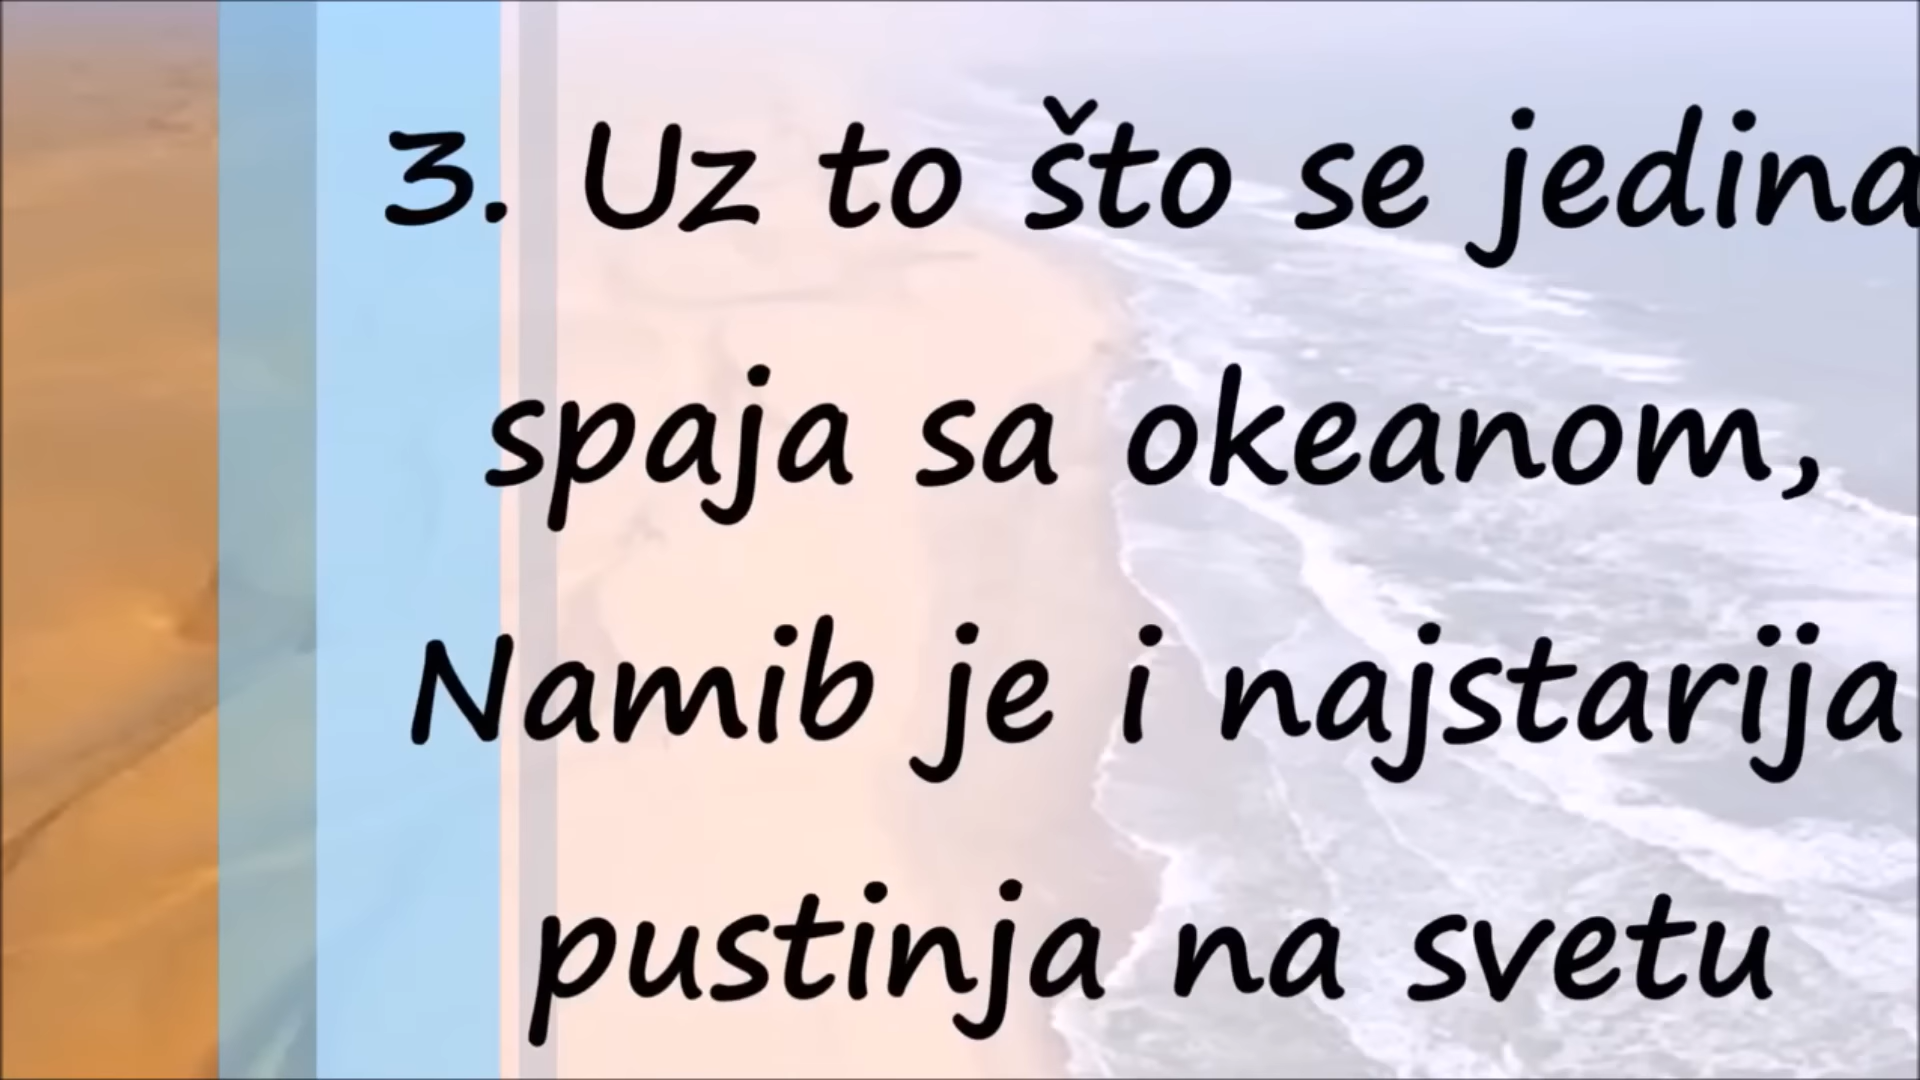 3. Uz to što se jedina
spaja sa okeanom,
Namib je i najstarija
pustinja na svetu